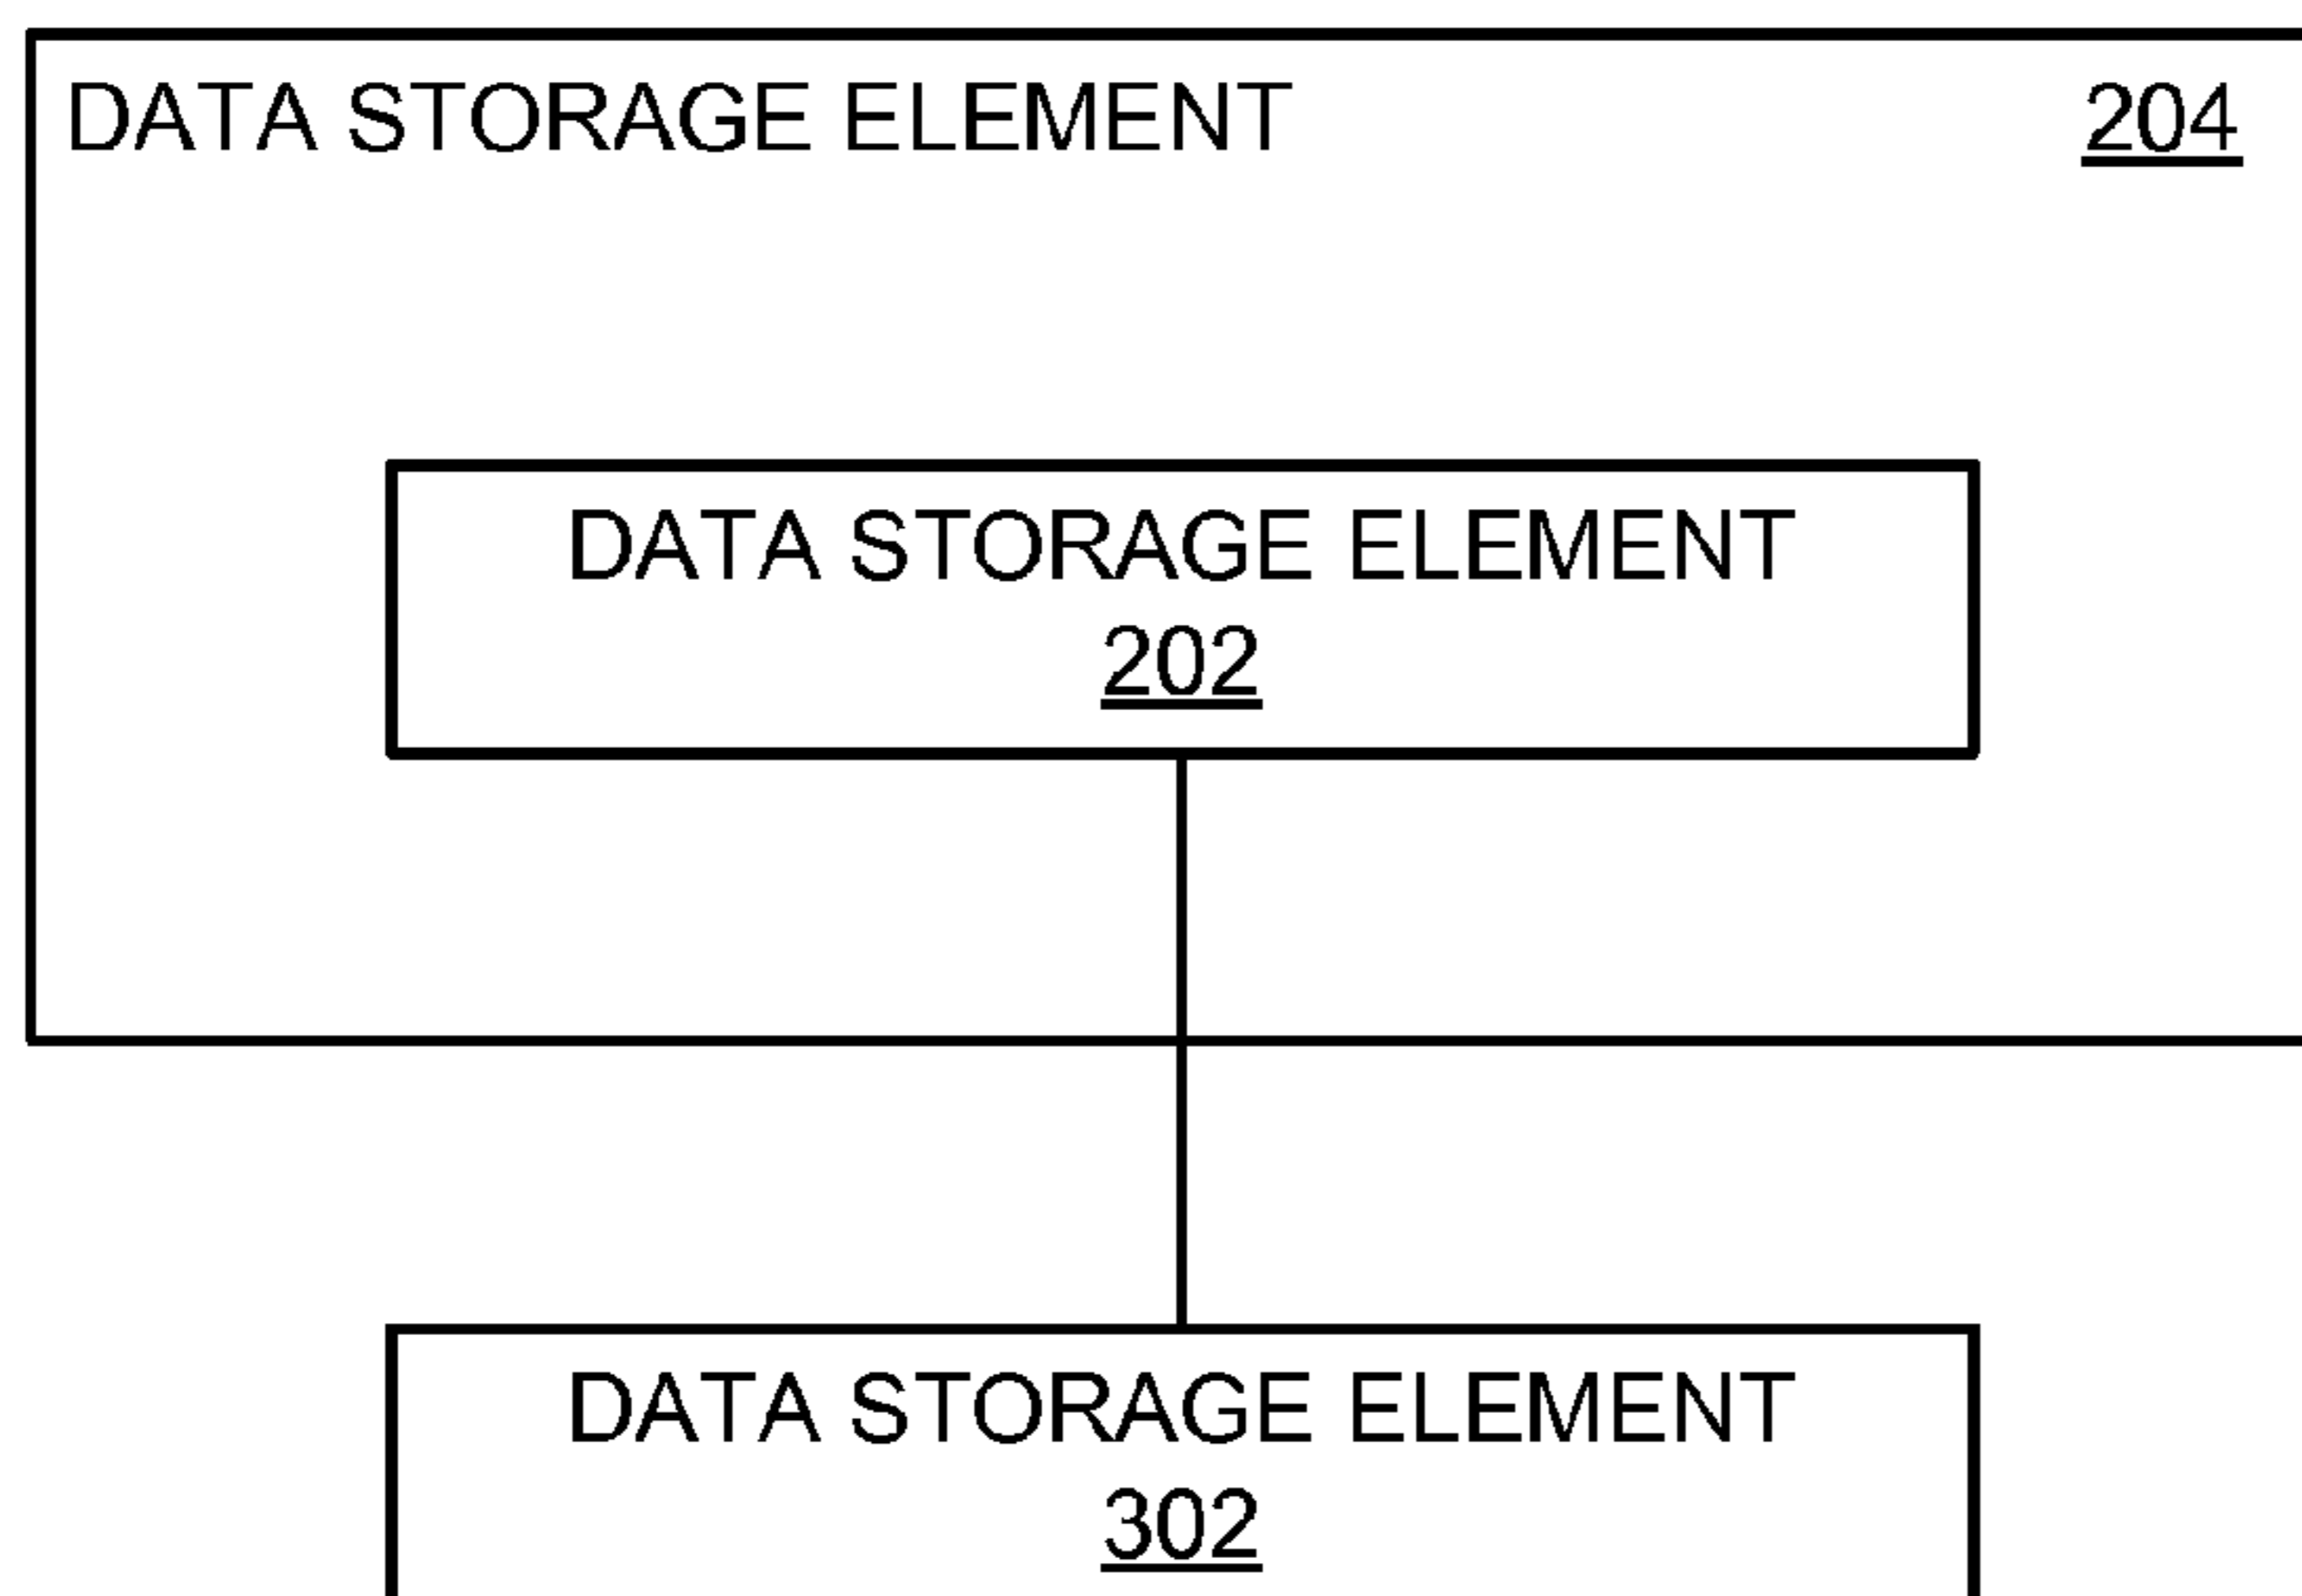 DATA STORAGE ELEMENT 204
DATA STORAGE ELEMENT
202
DATA STORAGE ELEMENT
302